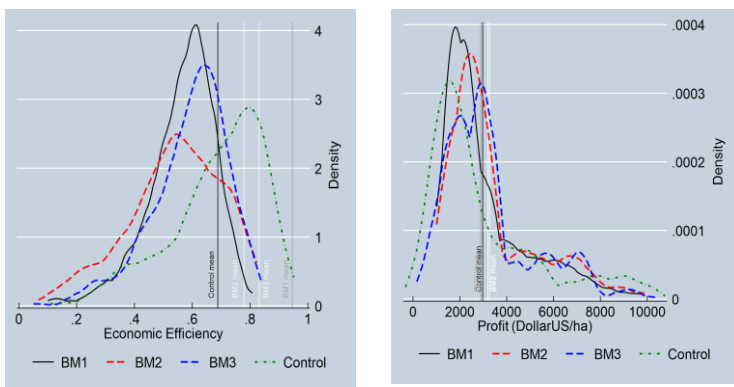 4
3
2
1
0
Density
Control mean
BM2 mean
BM3 mean
BM1 mean
0 .2 .4 .6 .8 1
Economic Efficiency
BM1 BM2 BM3 Control
.0004
.0003
.0002
.0001
0
Density
Control mean
BM2 mean
0 2000 4000 6000 8000 10000
Profit (DollarUS/ha)
BM1 BM2 BM3 Control